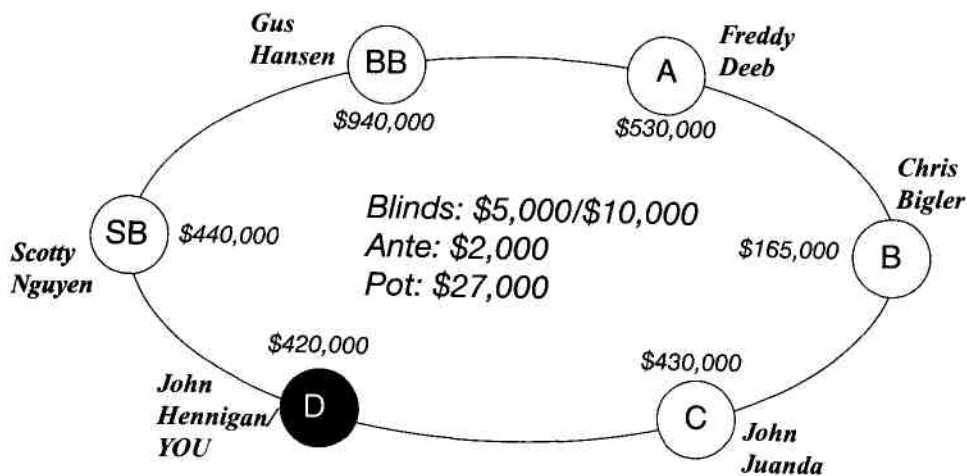 Gus
Hansen
BB
$940,000
Freddy
Deeb
A
$530,000
Chris
Bigler
B
$165,000
Blinds: $5,000/$10,000
Ante: $2,000
Pot: $27,000
SB
$440,000
Scotty
Nguyen
$420,000
D
John
Hennigan/
YOU
$430,000
C
John
Juanda